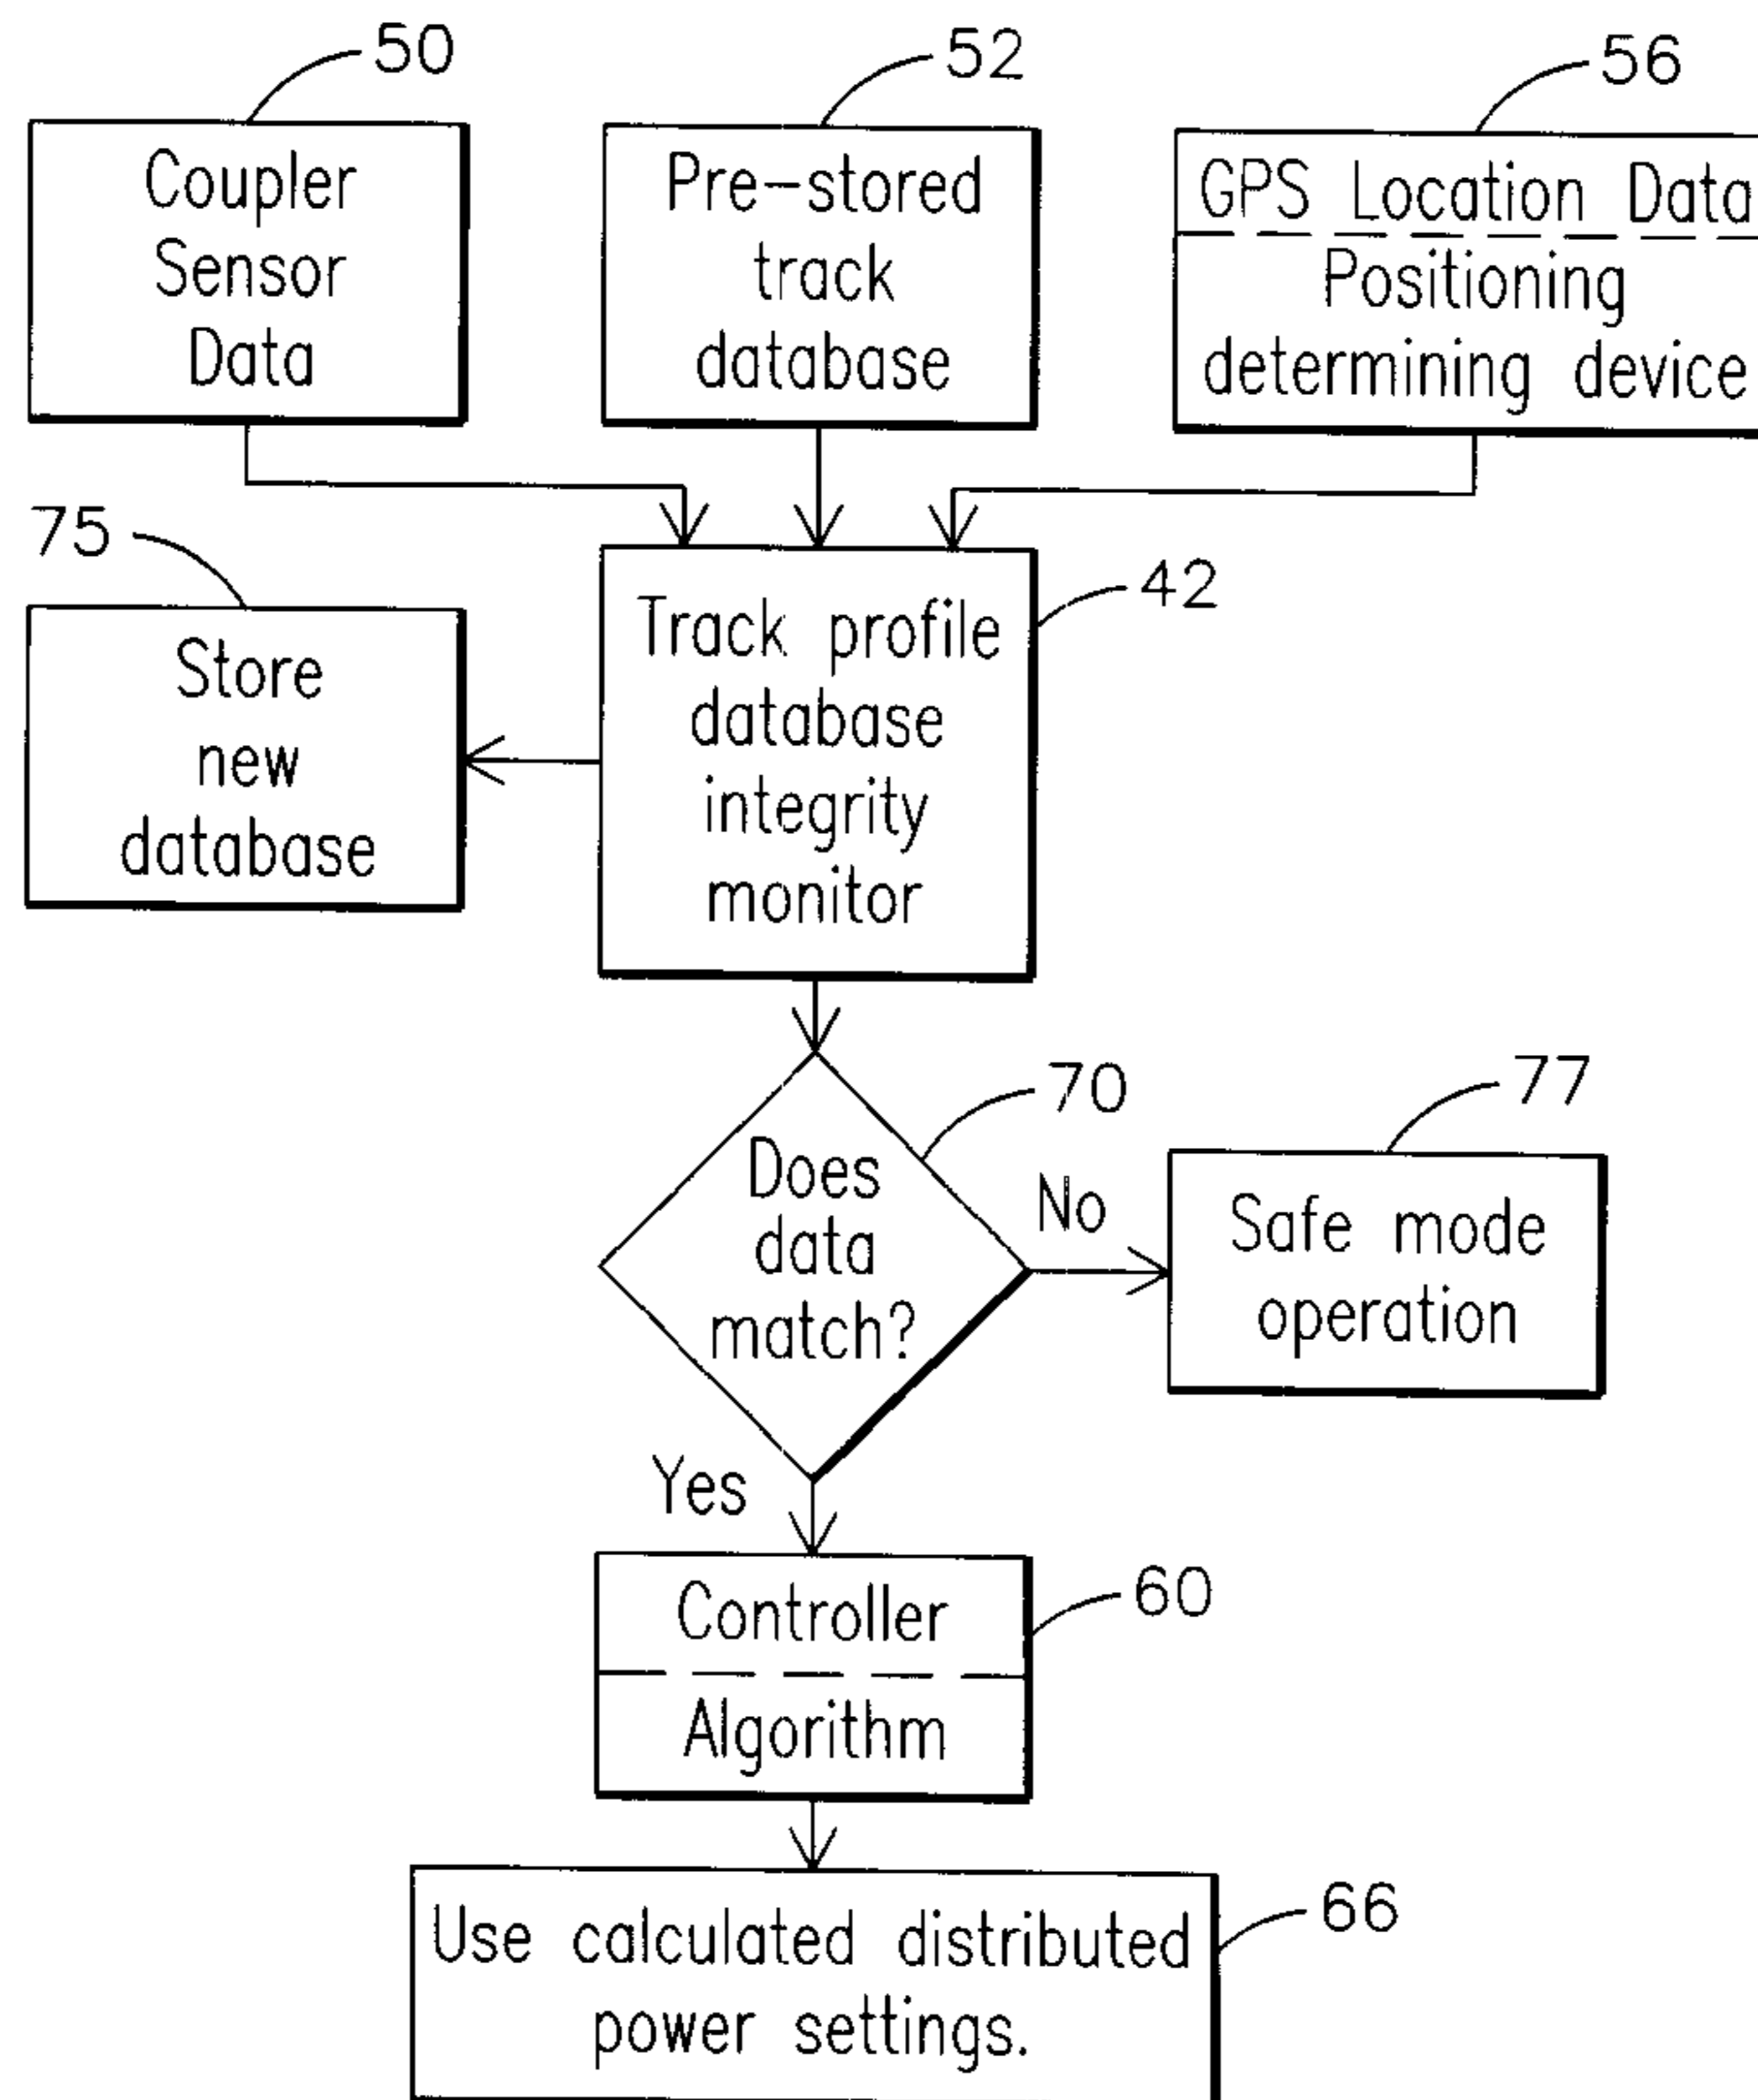 50
52
56
Coupler
Sensor
Data
Pre-stored
track
database
GPS Location Data
Positioning
determining device
75
42
Store
new
database
Track profile
database
integrity
monitor
70
77
Does
data
match?
No
Safe mode
operation
Yes
60
Controller
Algorithm
66
Use calculated distributed
power settings.